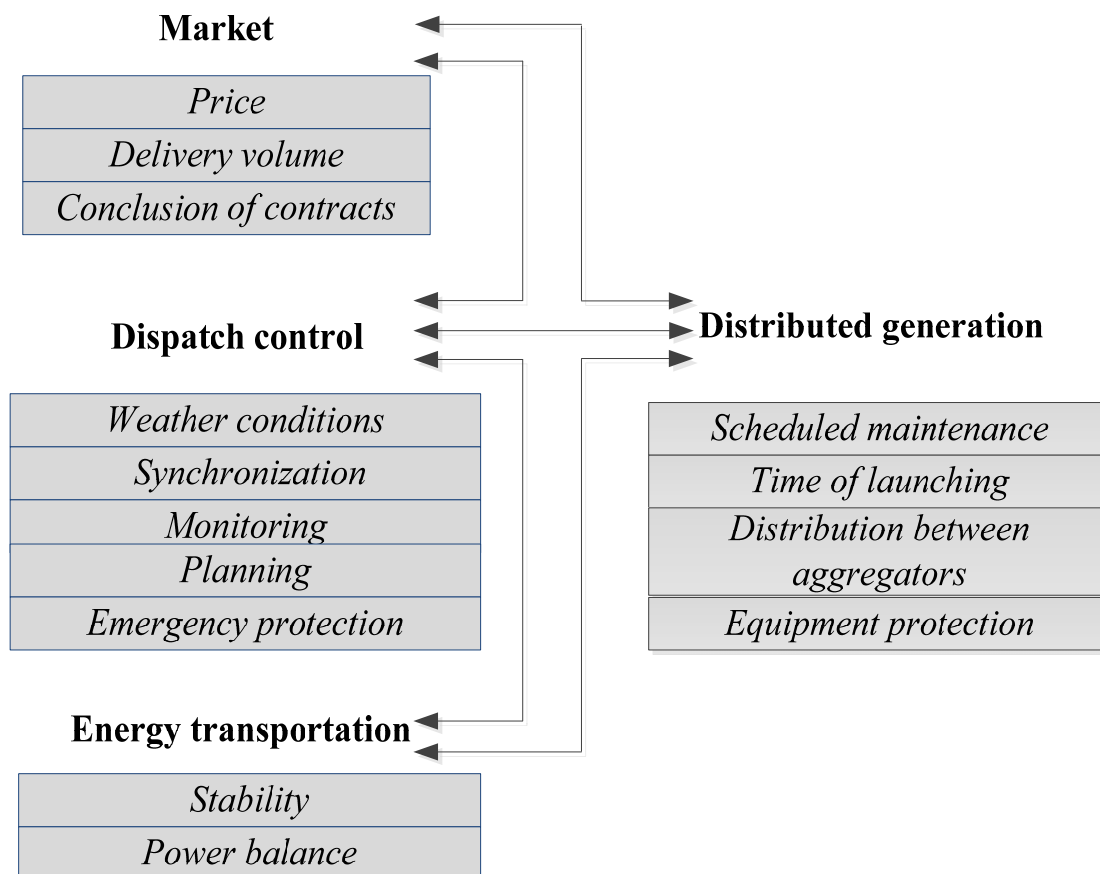 Market
Price
Delivery volume
Conclusion of contracts
Dispatch control
Weather conditions
Synchronization
Monitoring
Planning
Emergency protection
Distributed generation
Scheduled maintenance
Time of launching
Distribution between
aggregators
Equipment protection
Energy transportation
Stability
Power balance